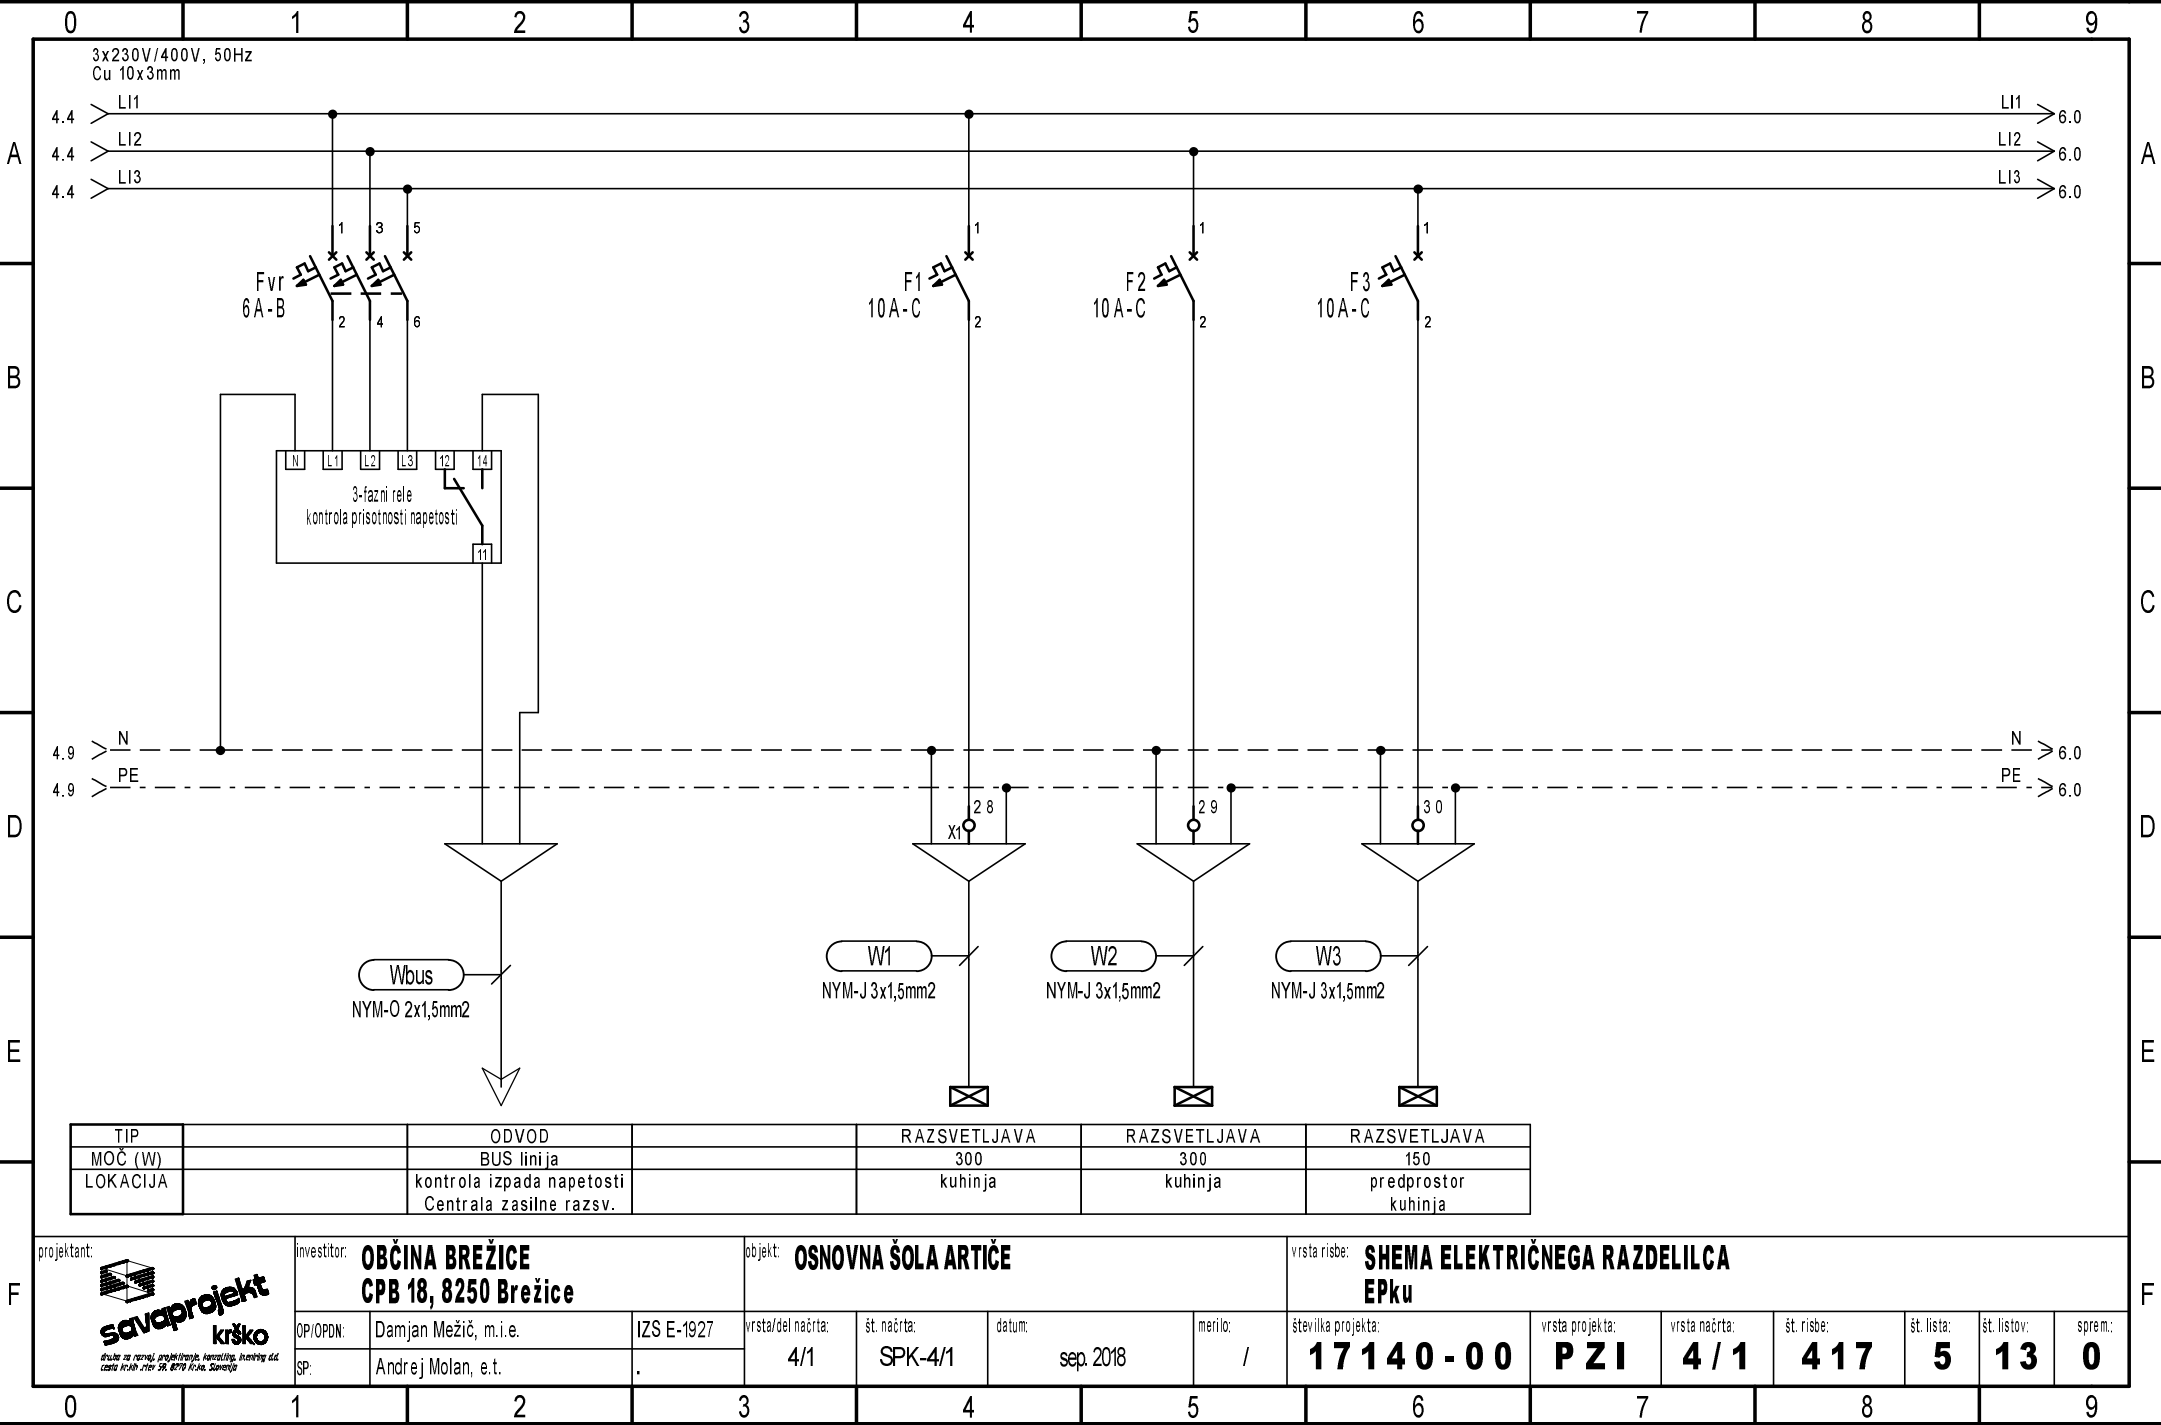 0 1 2 3 4 5 6 7 8 9
3x230V/400V, 50Hz
Cu 10x3mm
4.4 LI1 LI1 6.0
A 4.4 LI2 LI2 6.0 A
4.4 LI3 LI3 6.0
1 3 5 1 1 1
Fvr F1 F2 F3
6A-B 10A-C 10A-C 10A-C
2 4 6 2 2 2
B B
N L1 L2 L3 12 14
3-fazni rele
kontrola prisotnosti napetosti
11
C C
4.9 N N 6.0
4.9 PE PE 6.0
28 29 30
D X1 D
W1 W2 W3
Wbus
NYM-J 3x1,5mm2 NYM-J 3x1,5mm2 NYM-J 3x1,5mm2
NYM-O 2x1,5mm2
E E
TIP ODVOD RAZSVETLJAVA RAZSVETLJAVA RAZSVETLJAVA
MOČ (W) BUS linija 300 300 150
LOKACIJA kontrola izpada napetosti kuhinja kuhinja predprostor
Centrala zasilne razsv. kuhinja
projektant: investitor: OBČINA BREŽICE objekt: OSNOVNA ŠOLA ARTIČE vrsta risbe: SHEMA ELEKTRIČNEGA RAZDELILCA
CPB 18, 8250 Brežice EPku
F F
savaprojekt
krško
OP/OPDN: Damjan Mežič, m.i.e. IZS E-1927 vrsta/del načrta: št. načrta: datum: merilo: številka projekta: vrsta projekta: vrsta načrta: št. risbe: št. lista: št. listov: sprem.:
4/1 SPK-4/1 sep. 2018 / 17140-00 PZI 4/1 417 5 13 0
SP: Andrej Molan, e.t. .
0 1 2 3 4 5 6 7 8 9